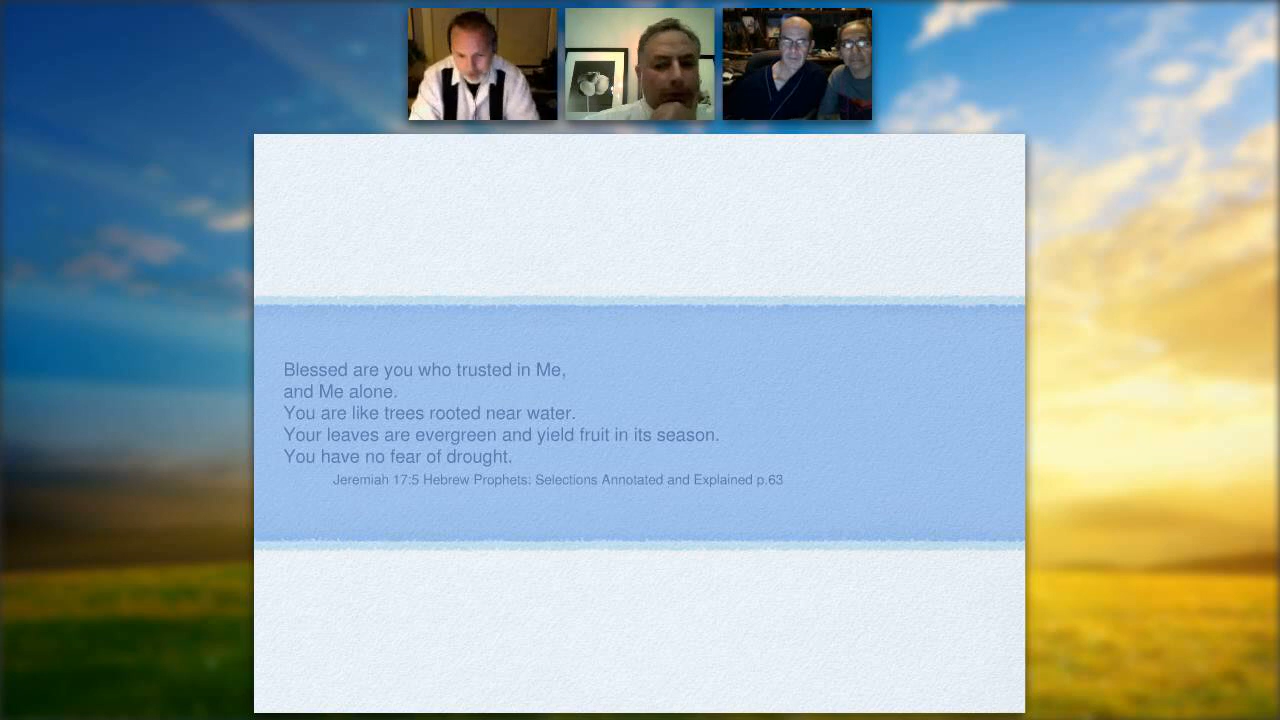 Blessed are you who trusted in Me,
and Me alone.
You are like trees rooted near water.
Your leaves are evergreen and yield fruit in its season.
You have no fear of drought.
Jeremiah 17:5 Hebrew Prophets: Selections Annotated and Explained p.63